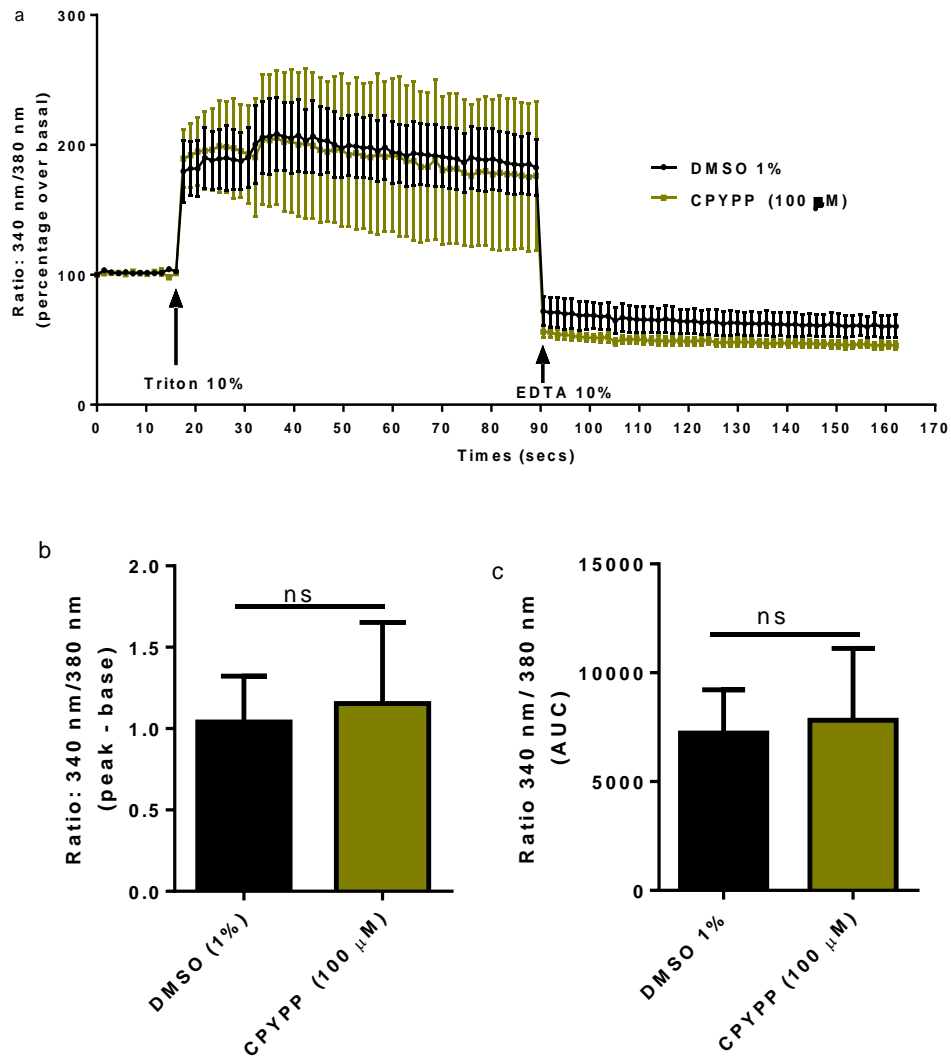 a
Ratio: 340 nm/380 nm
(percentage over basal)
300
200
100
0
DMSO 1%
CPYPP (100 μM)
Triton 10%
EDTA 10%
0 10 20 30 40 50 60 70 80 90 100 110 120 130 140 150 160 170
Times (secs)
b
Ratio: 340 nm/380 nm
(peak - base)
2.0
1.5
1.0
0.5
0.0
ns
DMSO (1%)
CPYPP (100 μM)
c
Ratio 340 nm/ 380 nm
(AUC)
15000
10000
5000
0
ns
DMSO 1%
CPYPP (100 μM)